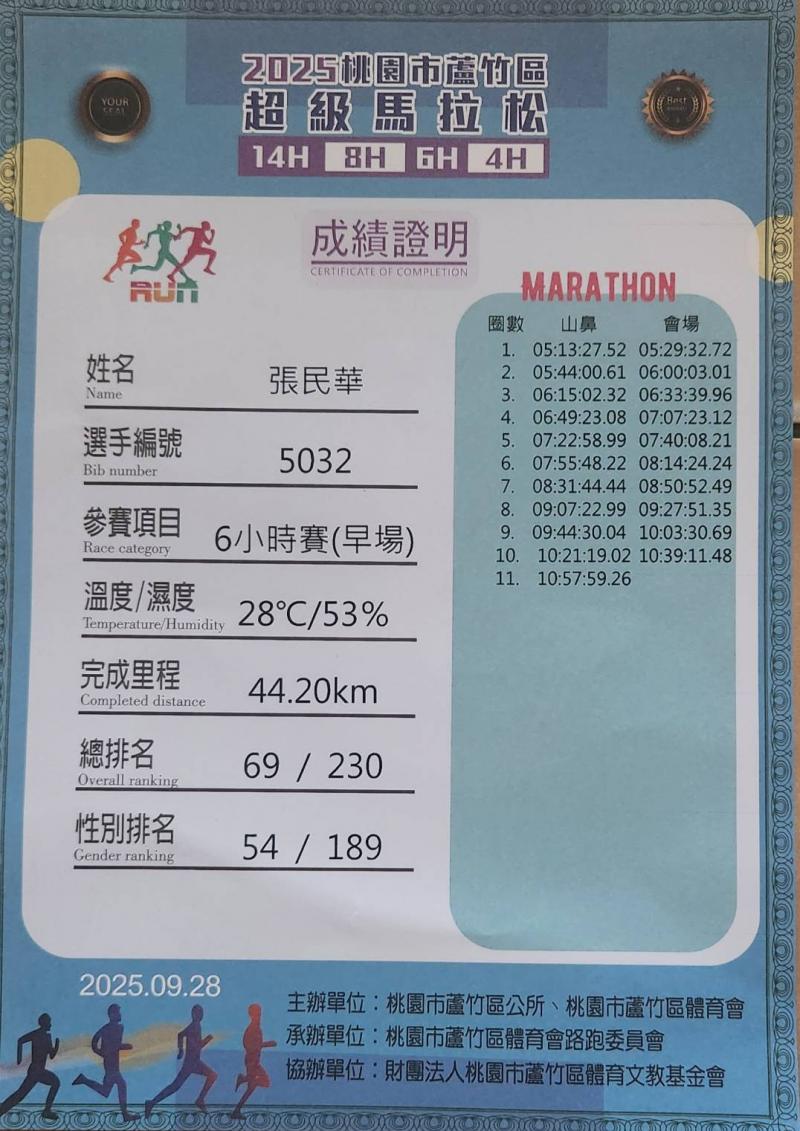 2025桃園市蘆竹區
超級馬拉松
14H 8H 6H 4H
YOUR
SEAL
Best
RUN
成績證明
CERTIFICATE OF COMPLETION
姓名 張民華
Name
選手編號 5032
Bib number
參賽項目 6小時賽(早場)
Race category
溫度/濕度 28℃/53%
Temperature/Humidity
完成里程 44.20km
Completed distance
總排名 69 / 230
Overall ranking
性別排名 54 / 189
Gender ranking
MARATHON
圈數 山鼻 會場
1. 05:13:27.52 05:29:32.72
2. 05:44:00.61 06:00:03.01
3. 06:15:02.32 06:33:39.96
4. 06:49:23.08 07:07:23.12
5. 07:22:58.99 07:40:08.21
6. 07:55:48.22 08:14:24.24
7. 08:31:44.44 08:50:52.49
8. 09:07:22.99 09:27:51.35
9. 09:44:30.04 10:03:30.69
10. 10:21:19.02 10:39:11.48
11. 10:57:59.26
2025.09.28
主辦單位：桃園市蘆竹區公所、桃園市蘆竹區體育會
承辦單位：桃園市蘆竹區體育會路跑委員會
協辦單位：財團法人桃園市蘆竹區體育文教基金會